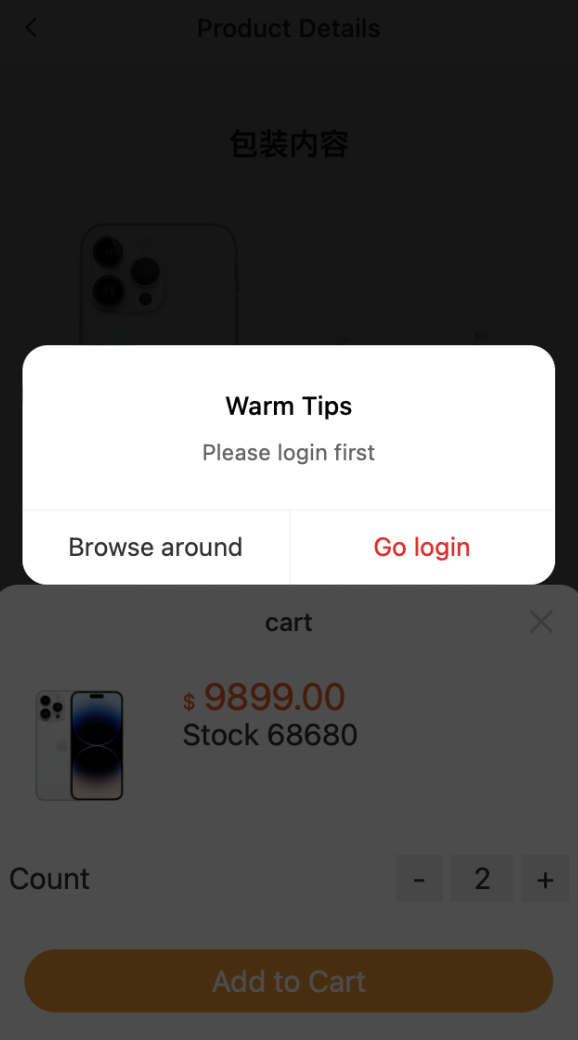 Product Details
包装内容
Warm Tips
Please login first
Browse around
Go login
cart
$ 9899.00
Stock 68680
Count
- 2 +
Add to Cart